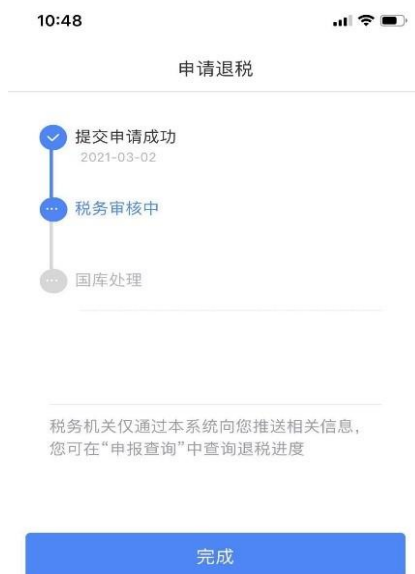 10:48
申请退税
提交申请成功
2021-03-02
税务审核中
国库处理
税务机关仅通过本系统向您推送相关信息，
您可在“申报查询”中查询退税进度
完成